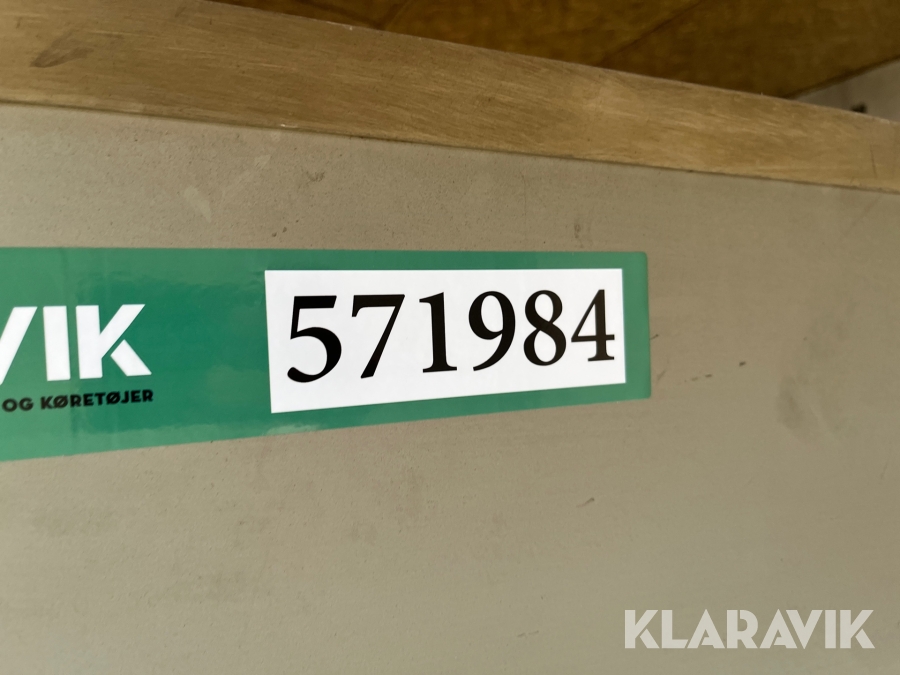 VIK
571984
OG KØRETØJER
KLARAVIK